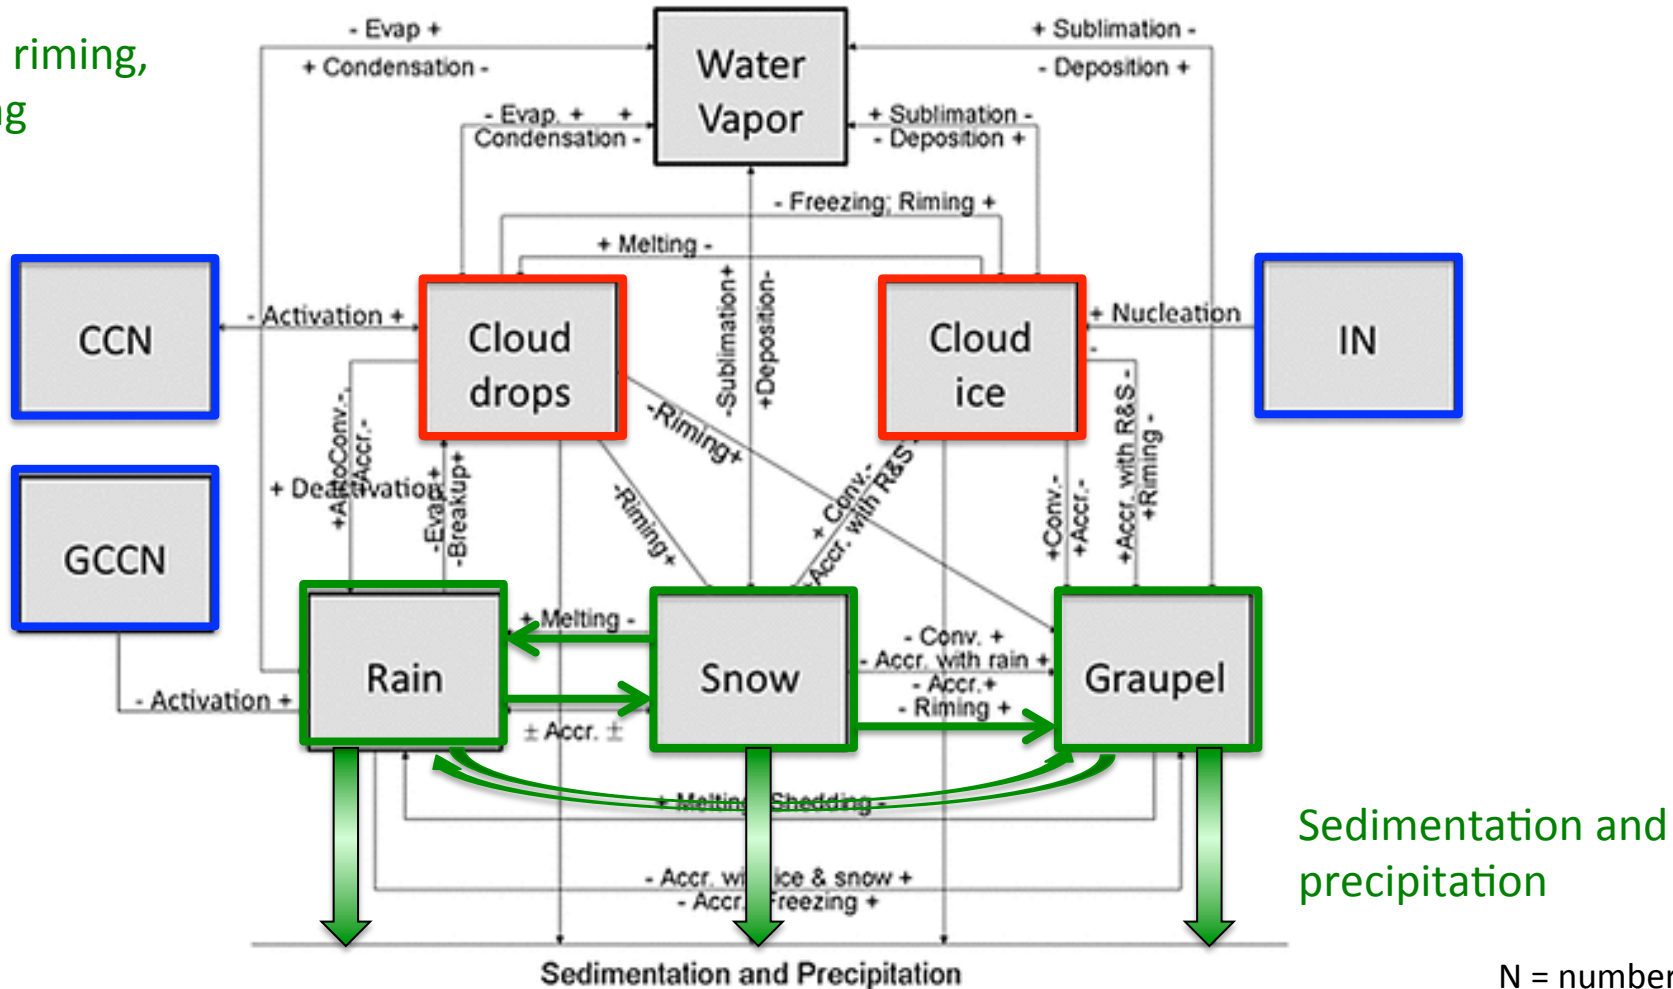 riming,
ng
- Evap +
+ Condensation -
Water
Vapor
+ Sublimation -
- Deposition +
- Evap. + +
Condensation -
+ Sublimation -
- Deposition +
- Freezing; Riming +
+ Melting -
CCN
- Activation +
Cloud
drops
-Sublimation+
+Deposition-
Cloud
ice
+ Nucleation
IN
-
+AutoConv.-
+Accr.-
+ Deactivation
-Evap+
-Breakup+
-Riming+
-Riming+
+ Conv.-
Accr. with R&S -
+Conv.-
+Accr.-
+Accr. with R&S -
+Riming -
GCCN
- Activation +
Rain
+ Melting -
± Accr. ±
Snow
- Conv. +
- Accr. with rain +
- Accr.+
- Riming +
Graupel
+ Melting Shedding -
- Accr. with ice & snow +
- Accr. Freezing +
Sedimentation and
precipitation
Sedimentation and Precipitation
N = number